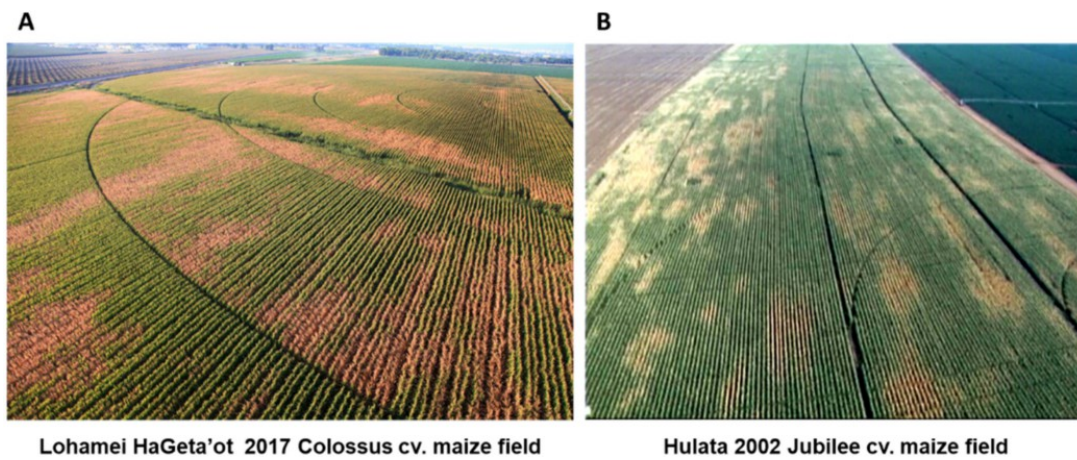 A
B
Lohamei HaGeta'ot 2017 Colossus cv. maize field
Hulata 2002 Jubilee cv. maize field